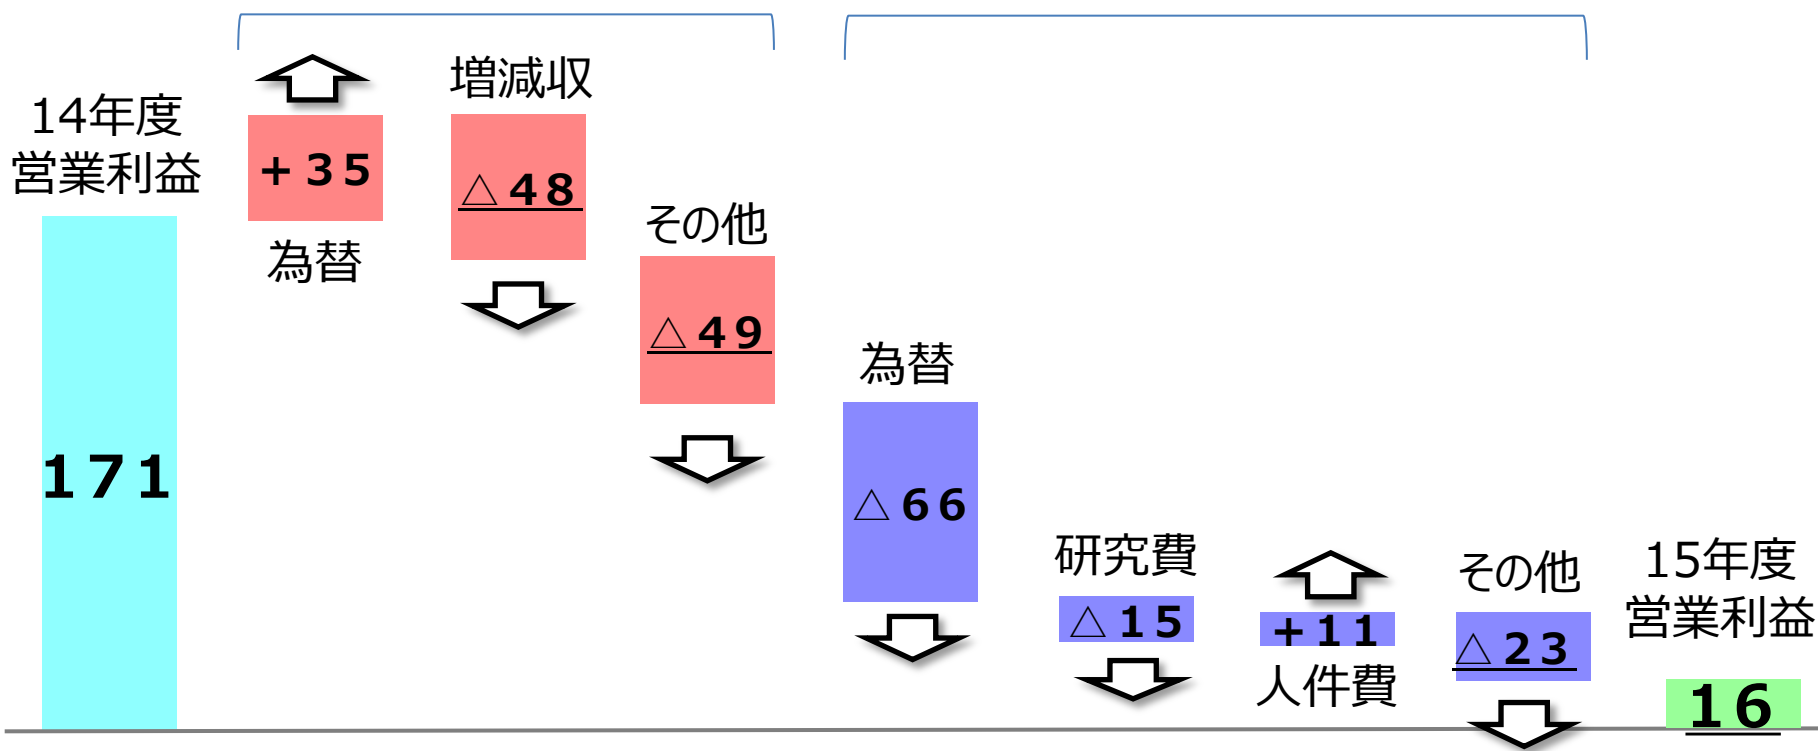 14年度
営業利益
171
+35
為替
増減収
△48
その他
△49
為替
△66
研究費
△15
+11
人件費
その他
△23
15年度
営業利益
16